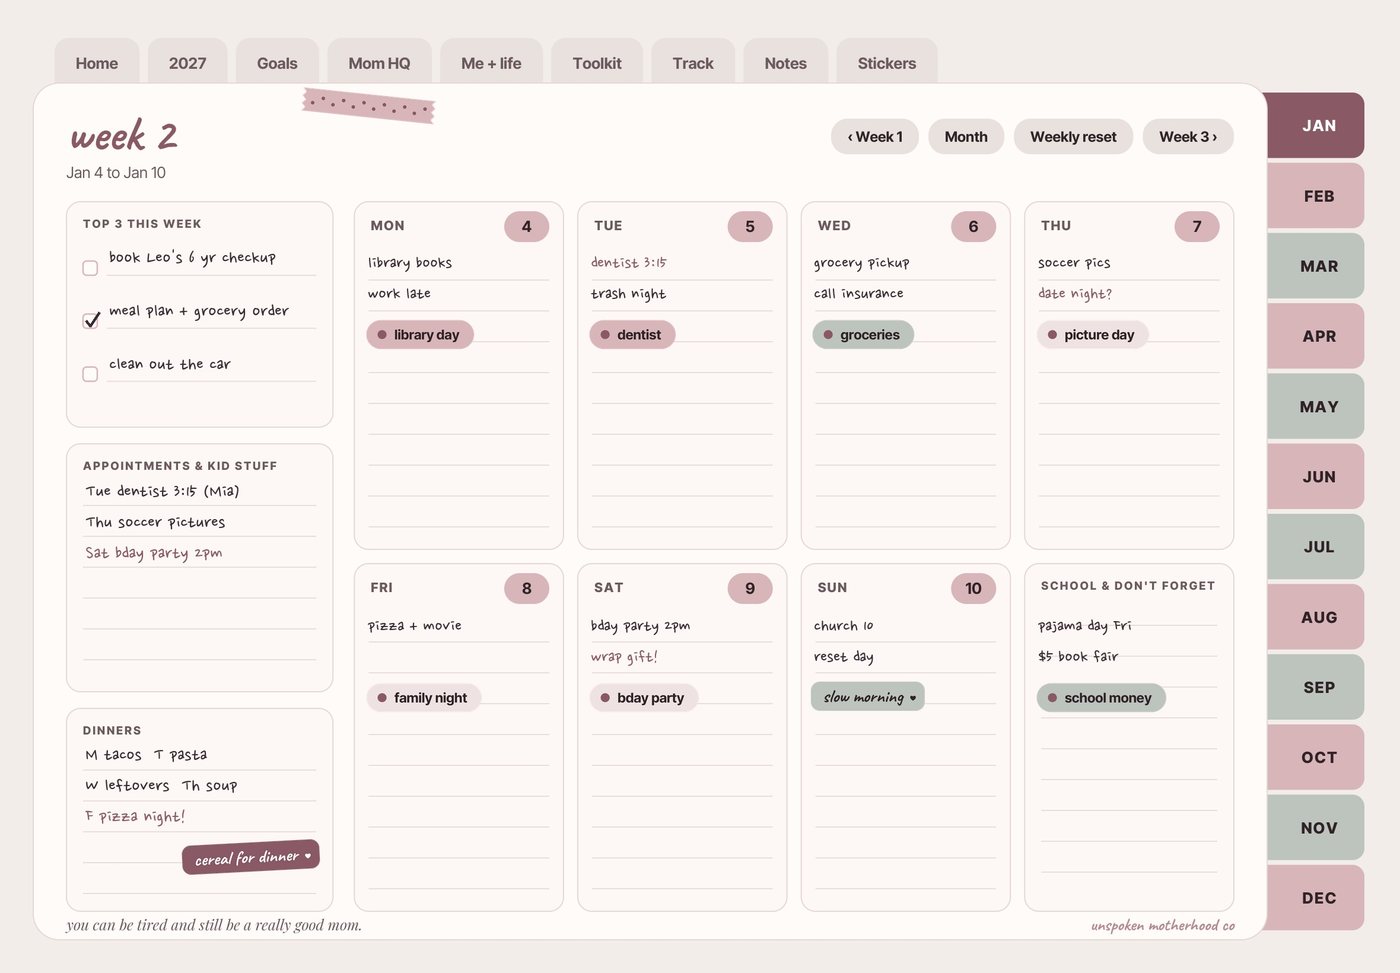 Home
2027
Goals
Mom HQ
Me + life
Toolkit
Track
Notes
Stickers
week 2
Jan 4 to Jan 10
‹ Week 1
Month
Weekly reset
Week 3 ›
TOP 3 THIS WEEK
book Leo's 6 yr checkup
meal plan + grocery order
clean out the car
APPOINTMENTS & KID STUFF
Tue dentist 3:15 (Mia)
Thu soccer pictures
Sat bday party 2pm
DINNERS
M tacos T pasta
W leftovers Th soup
F pizza night!
cereal for dinner ♥
MON 4
library books
work late
library day
TUE 5
dentist 3:15
trash night
dentist
WED 6
grocery pickup
call insurance
groceries
THU 7
soccer pics
date night?
picture day
FRI 8
pizza + movie
family night
SAT 9
bday party 2pm
wrap gift!
bday party
SUN 10
church 10
reset day
slow morning ♥
SCHOOL & DON'T FORGET
pajama day Fri
$5 book fair
school money
JAN
FEB
MAR
APR
MAY
JUN
JUL
AUG
SEP
OCT
NOV
DEC
you can be tired and still be a really good mom.
unspoken motherhood co